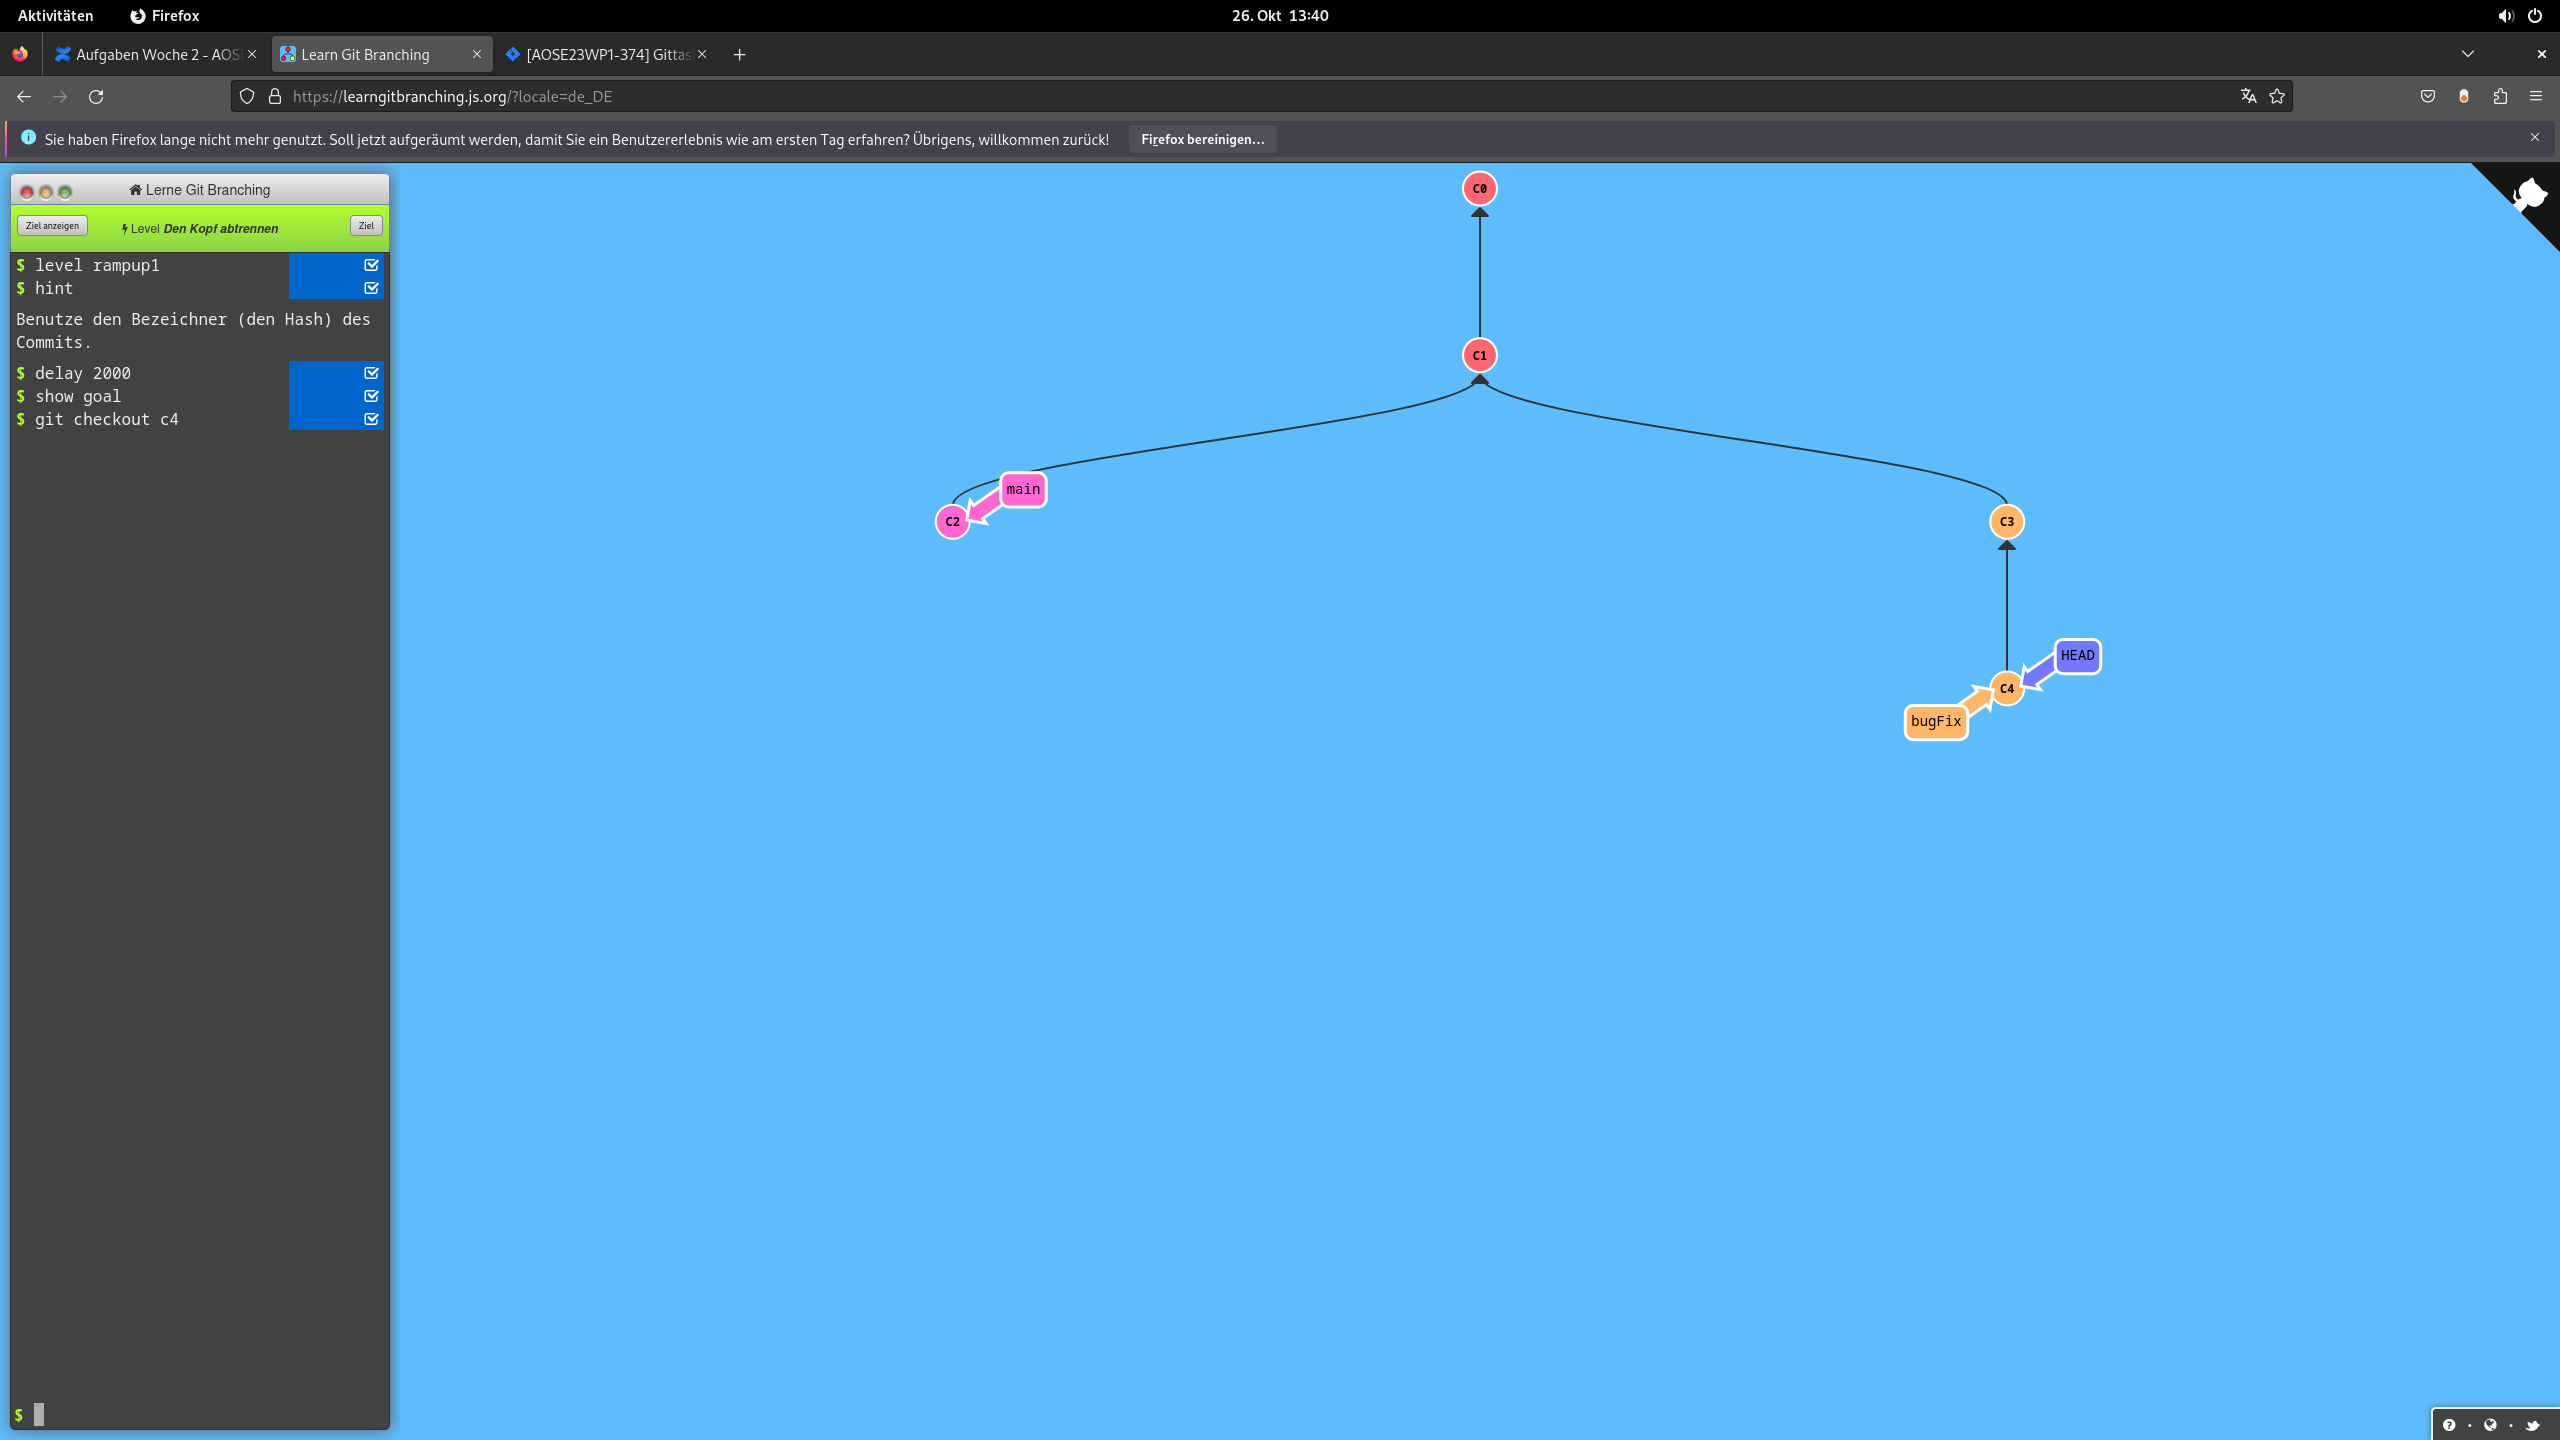 Aktivitäten Firefox 26. Okt 13:40
Aufgaben Woche 2 - AOS Learn Git Branching [AOSE23WP1-374] Gittas
https://learngitbranching.js.org/?locale=de_DE
Sie haben Firefox lange nicht mehr genutzt. Soll jetzt aufgeräumt werden, damit Sie ein Benutzererlebnis wie am ersten Tag erfahren? Übrigens, willkommen zurück! Firefox bereinigen...
Lerne Git Branching
Ziel anzeigen Level Den Kopf abtrennen Ziel
$ level rampup1
$ hint
Benutze den Bezeichner (den Hash) des
Commits.
$ delay 2000
$ show goal
$ git checkout c4
$
C0
C1
main
C2
C3
HEAD
C4
bugFix